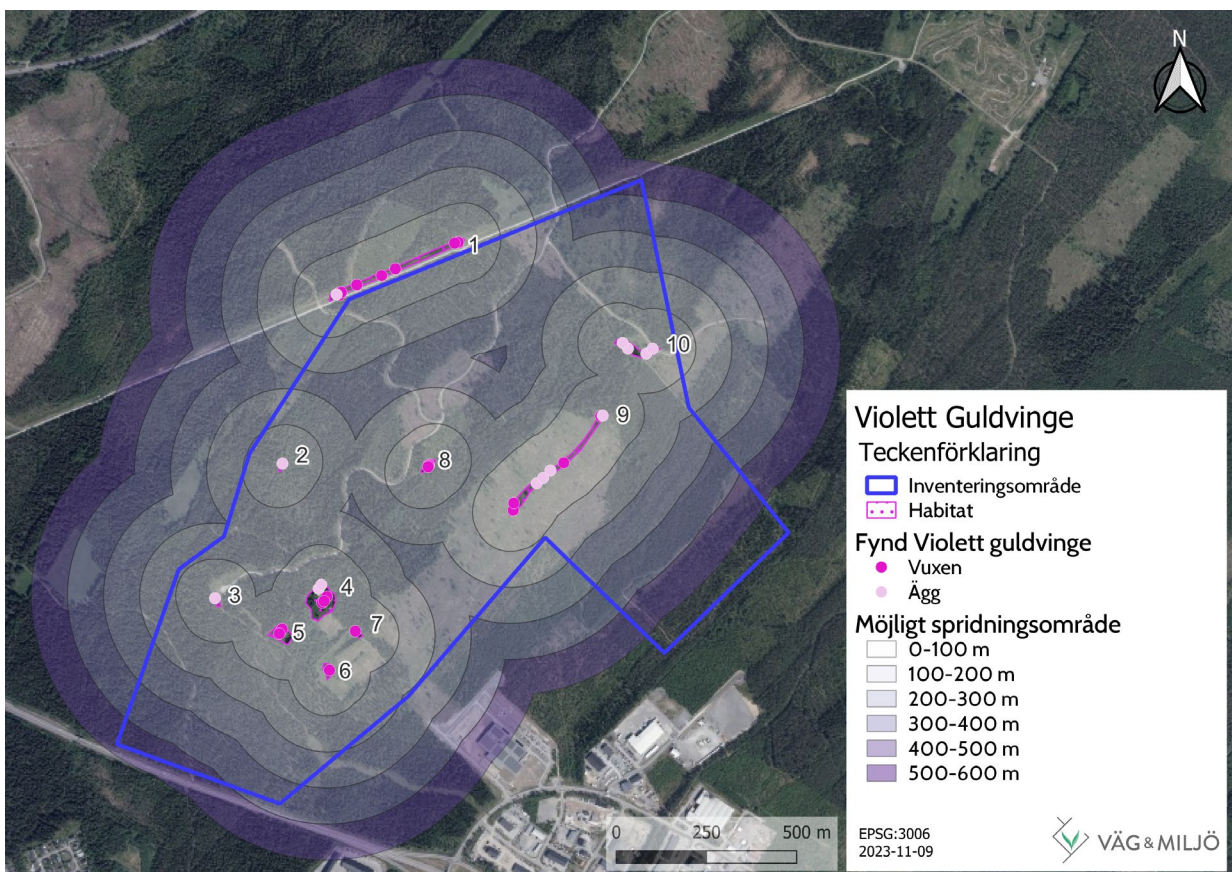 N
1
10
9
2
8
3
4
5
7
6
Violett Guldvinge
Teckenförklaring
Inventeringsområde
Habitat
Fynd Violett guldvinge
Vuxen
Ägg
Möjligt spridningsområde
0-100 m
100-200 m
200-300 m
300-400 m
400-500 m
500-600 m
0 250 500 m
EPSG:3006
2023-11-09
VÄG & MILJÖ